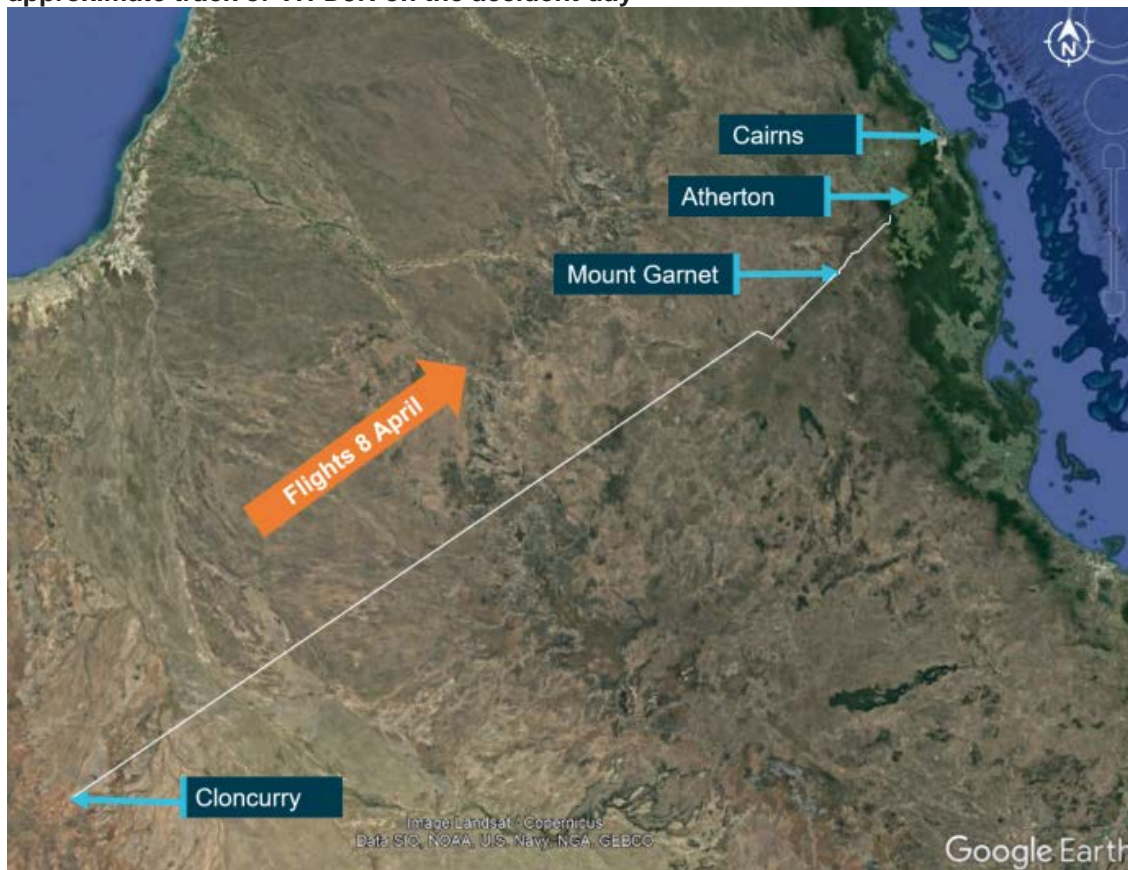 N
Cairns
Atherton
Mount Garnet
Flights 8 April
Cloncurry
Image Landsat / Copernicus
Data SIO, NOAA, U.S. Navy, NGA, GEBCO
Google Earth